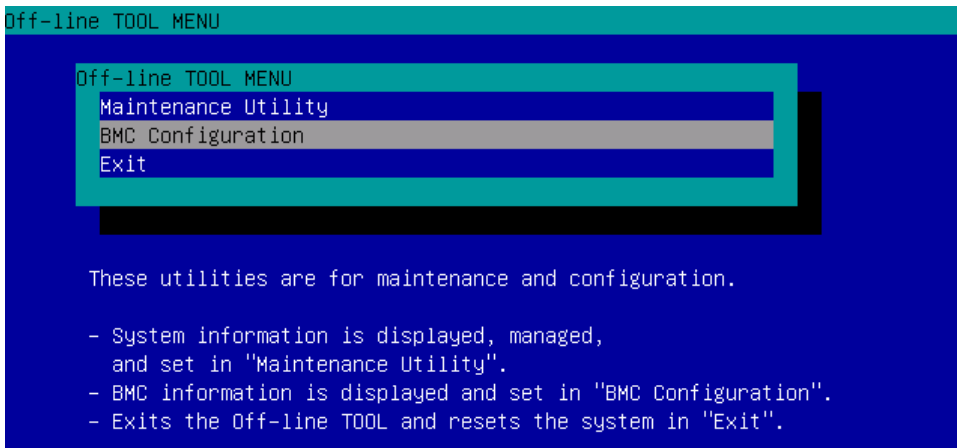 Off-line TOOL MENU
Off-line TOOL MENU
Maintenance Utility
BMC Configuration
Exit
These utilities are for maintenance and configuration.
- System information is displayed, managed,
and set in "Maintenance Utility".
- BMC information is displayed and set in "BMC Configuration".
- Exits the Off-line TOOL and resets the system in "Exit".